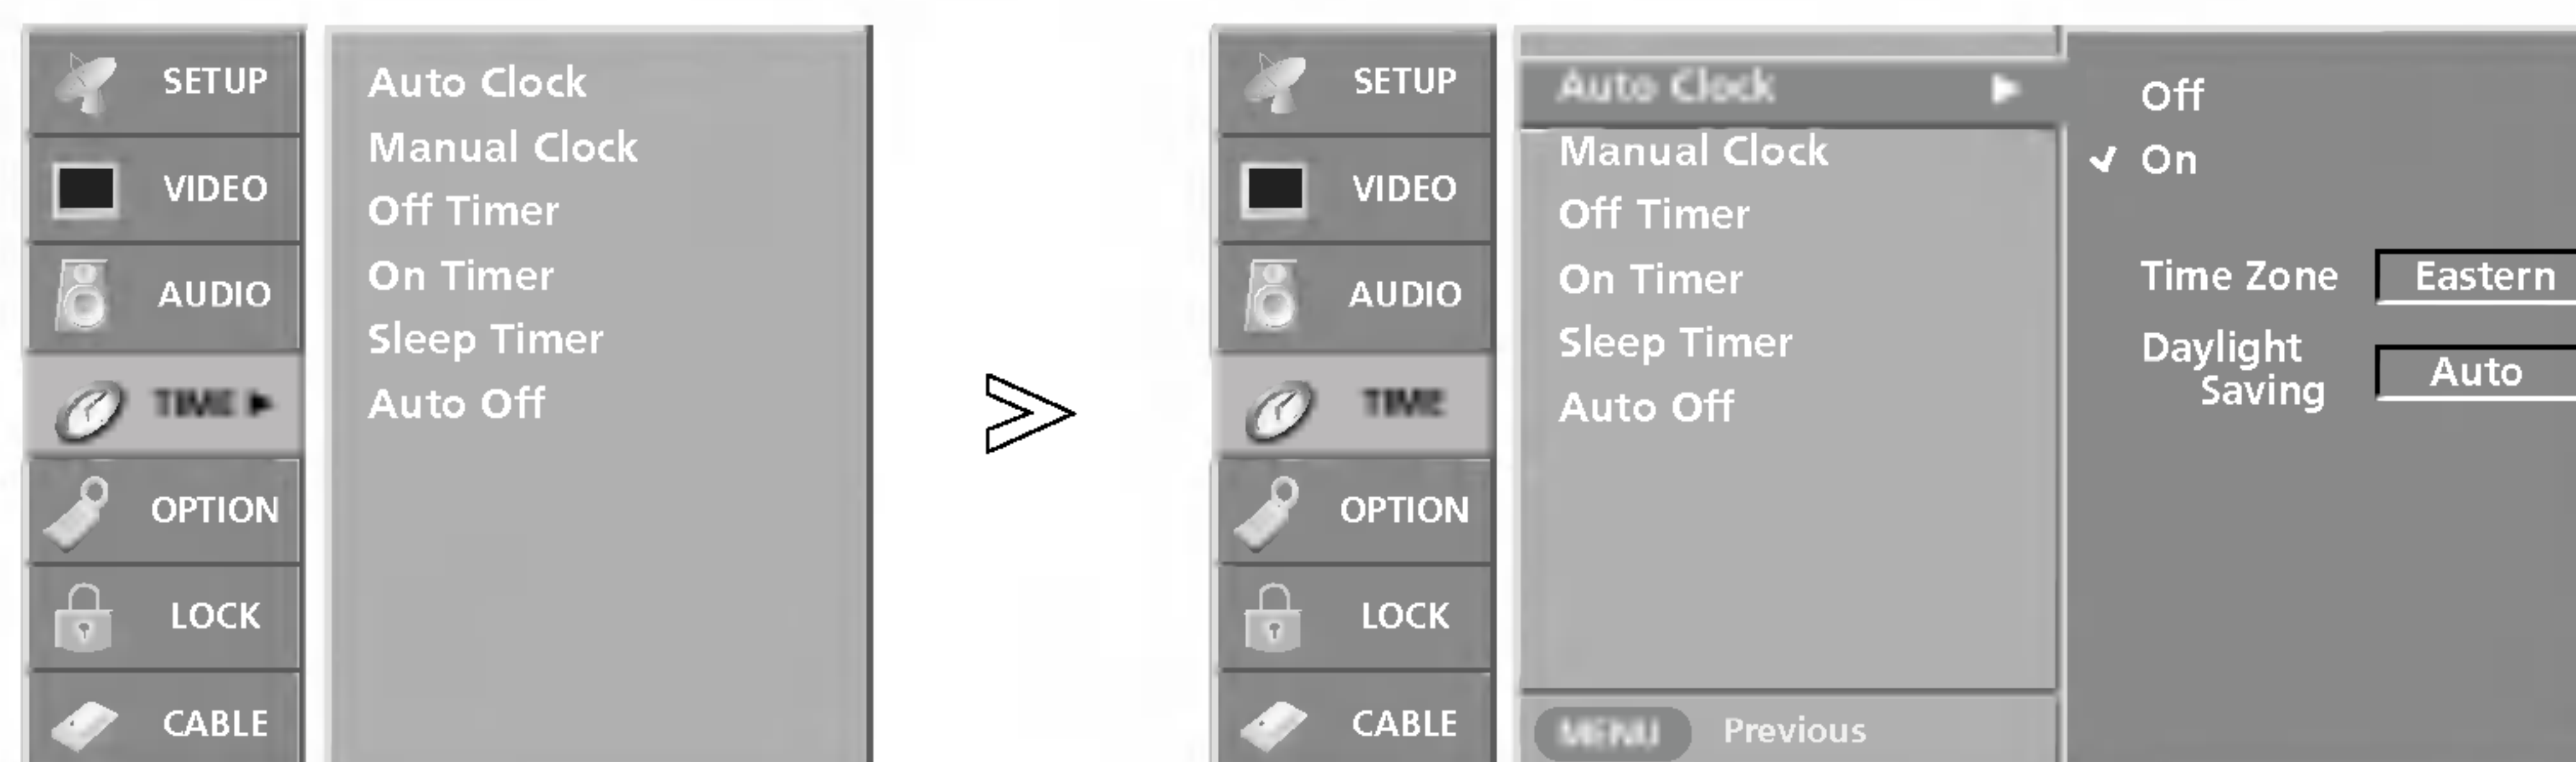 SETUP
VIDEO
AUDIO
TIME ▶
OPTION
LOCK
CABLE
Auto Clock
Manual Clock
Off Timer
On Timer
Sleep Timer
Auto Off
SETUP
VIDEO
AUDIO
TIME
OPTION
LOCK
CABLE
Auto Clock ▶
Manual Clock
Off Timer
On Timer
Sleep Timer
Auto Off
MENU Previous
Off
✓ On
Time Zone Eastern
Daylight
Saving Auto